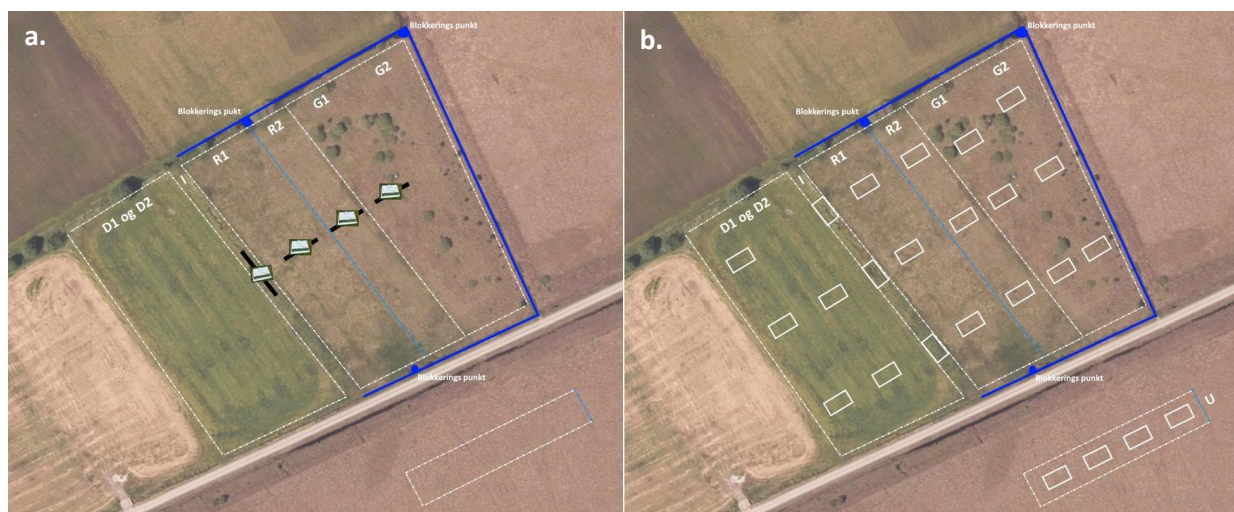 a.
Blokkerings punkt
G2
G1
Blokkerings pukt
R2
R1
I
D1 og D2
Blokkerings punkt
b.
Blokkerings punkt
G2
G1
Blokkerings punkt
R2
R1
I
D1 og D2
Blokkerings punkt
U